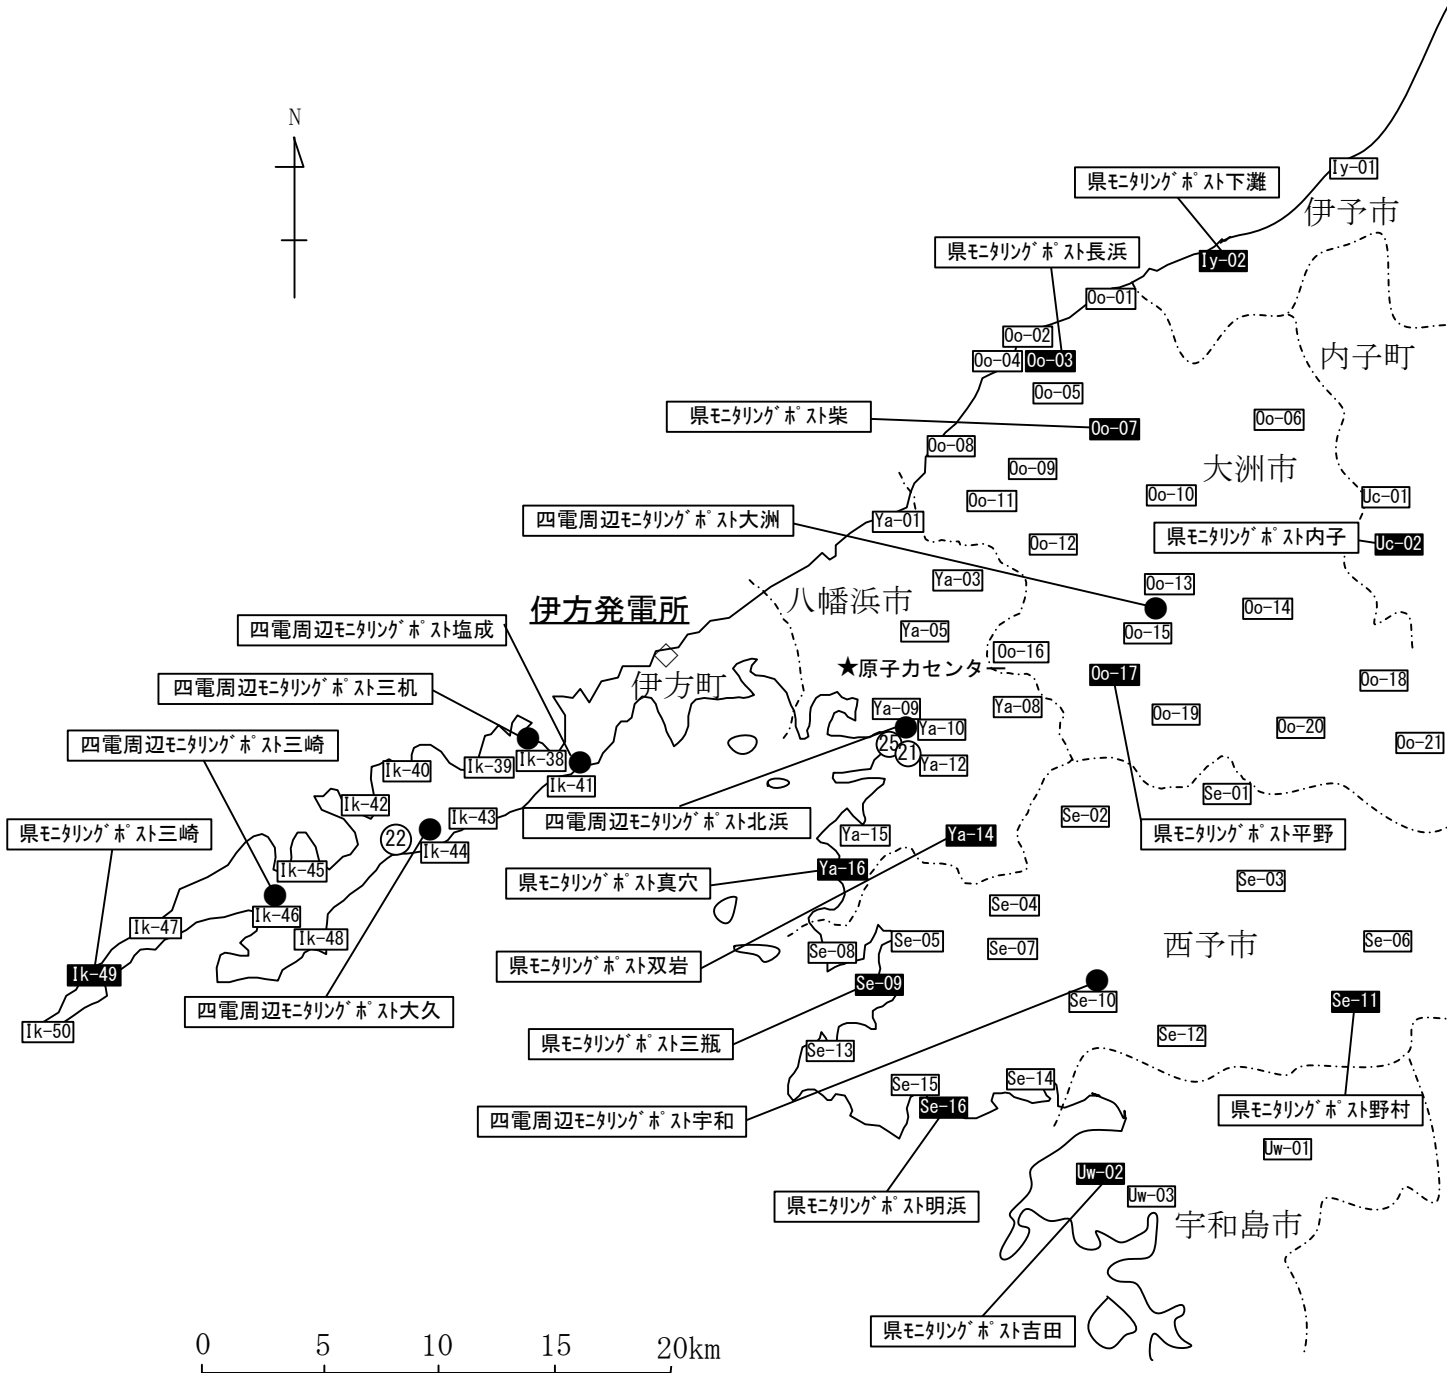 N
Iy-01
県モニタリングポスト下灘
伊予市
県モニタリングポスト長浜
Iy-02
Oo-01
Oo-02
内子町
Oo-04
Oo-03
Oo-05
県モニタリングポスト柴
Oo-07
Oo-06
Oo-08
Oo-09
大洲市
Oo-11
Oo-10
Uc-01
四電周辺モニタリングポスト大洲
Ya-01
県モニタリングポスト内子
Uc-02
Oo-12
Ya-03
Oo-13
伊方発電所
八幡浜市
Oo-14
四電周辺モニタリングポスト塩成
Ya-05
Oo-15
Oo-16
★原子力センター
四電周辺モニタリングポスト三机
伊方町
Oo-17
Oo-18
Ya-09
Ya-08
Oo-19
四電周辺モニタリングポスト三崎
Ya-10
Oo-20
25
21
Oo-21
Ik-40
Ik-39
Ik-38
Ya-12
Ik-41
Se-01
Ik-42
Ik-43
四電周辺モニタリングポスト北浜
Se-02
県モニタリングポスト三崎
22
Ya-15
Ya-14
県モニタリングポスト平野
Ik-44
Ik-45
県モニタリングポスト真穴
Ya-16
Se-03
Ik-46
Se-04
Ik-47
Ik-48
Se-05
Se-08
Se-07
西予市
Se-06
Ik-49
県モニタリングポスト双岩
Se-09
四電周辺モニタリングポスト大久
Se-10
Se-11
Ik-50
県モニタリングポスト三瓶
Se-12
Se-13
Se-15
Se-14
Se-16
四電周辺モニタリングポスト宇和
県モニタリングポスト野村
Uw-01
Uw-02
県モニタリングポスト明浜
Uw-03
宇和島市
県モニタリングポスト吉田
0 5 10 15 20km